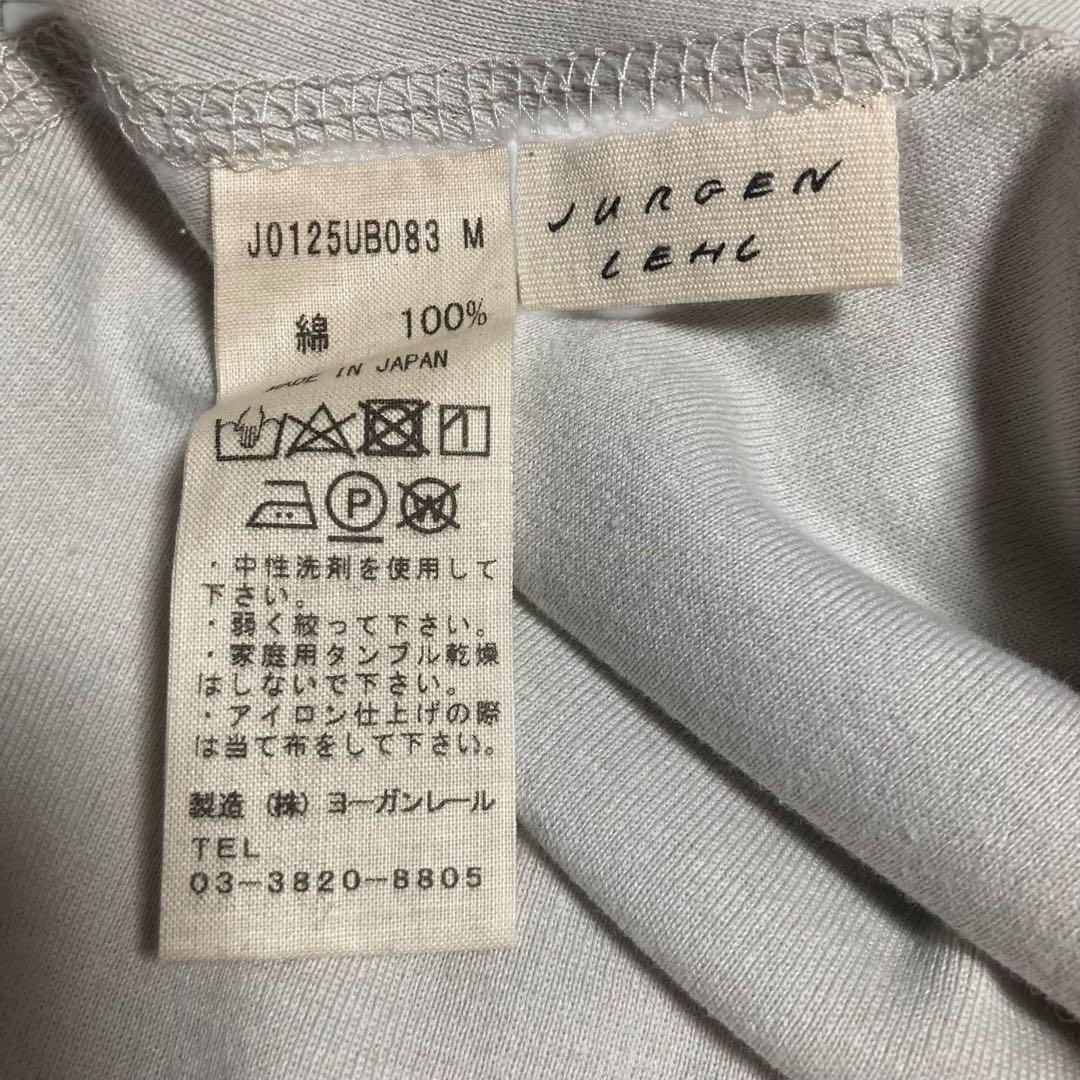 J0125UB083 M
綿 100%
MADE IN JAPAN
P
W
・中性洗剤を使用して
下さい。
・弱く絞って下さい。
・家庭用タンブル乾燥
はしないで下さい。
・アイロン仕上げの際
は当て布をして下さい。
製造 (株) ヨーガンレール
TEL
03-3820-8805
JURGEN
LEHL